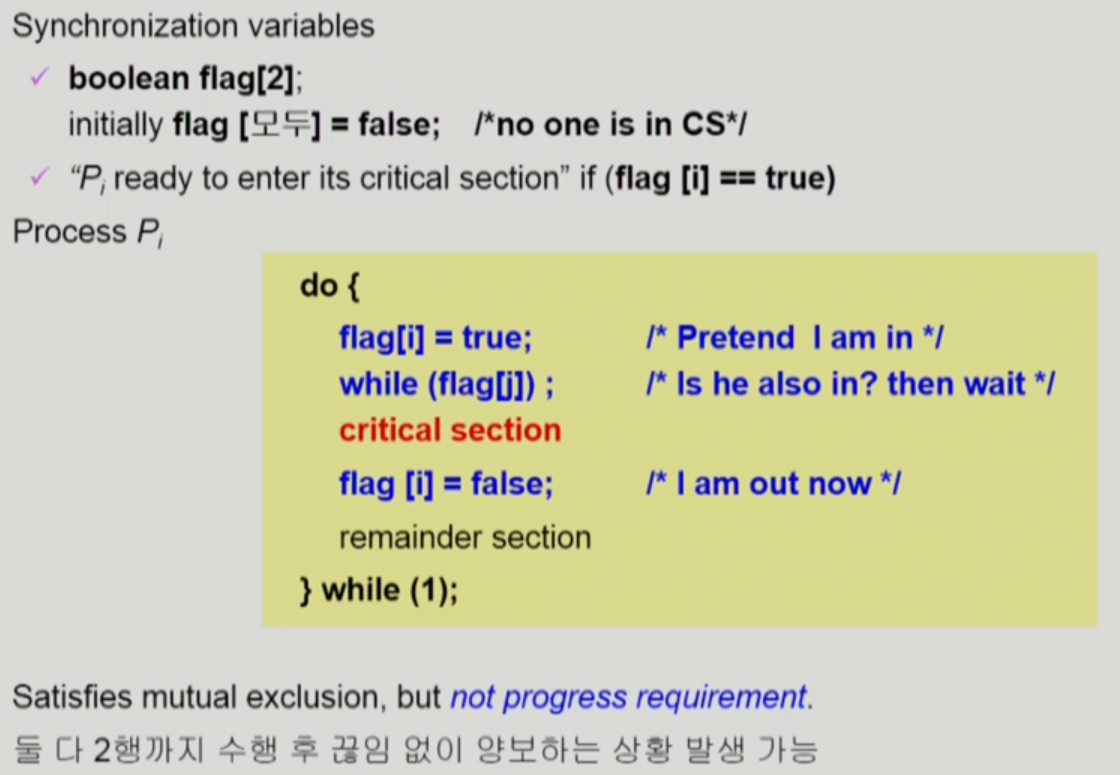 Synchronization variables
✓ boolean flag[2];
initially flag [모두] = false; /*no one is in CS*/
✓ “Pi ready to enter its critical section” if (flag [i] == true)
Process Pi
do {
flag[i] = true; /* Pretend I am in */
while (flag[j]) ; /* Is he also in? then wait */
critical section
flag [i] = false; /* I am out now */
remainder section
} while (1);
Satisfies mutual exclusion, but not progress requirement.
둘 다 2행까지 수행 후 끊임 없이 양보하는 상황 발생 가능